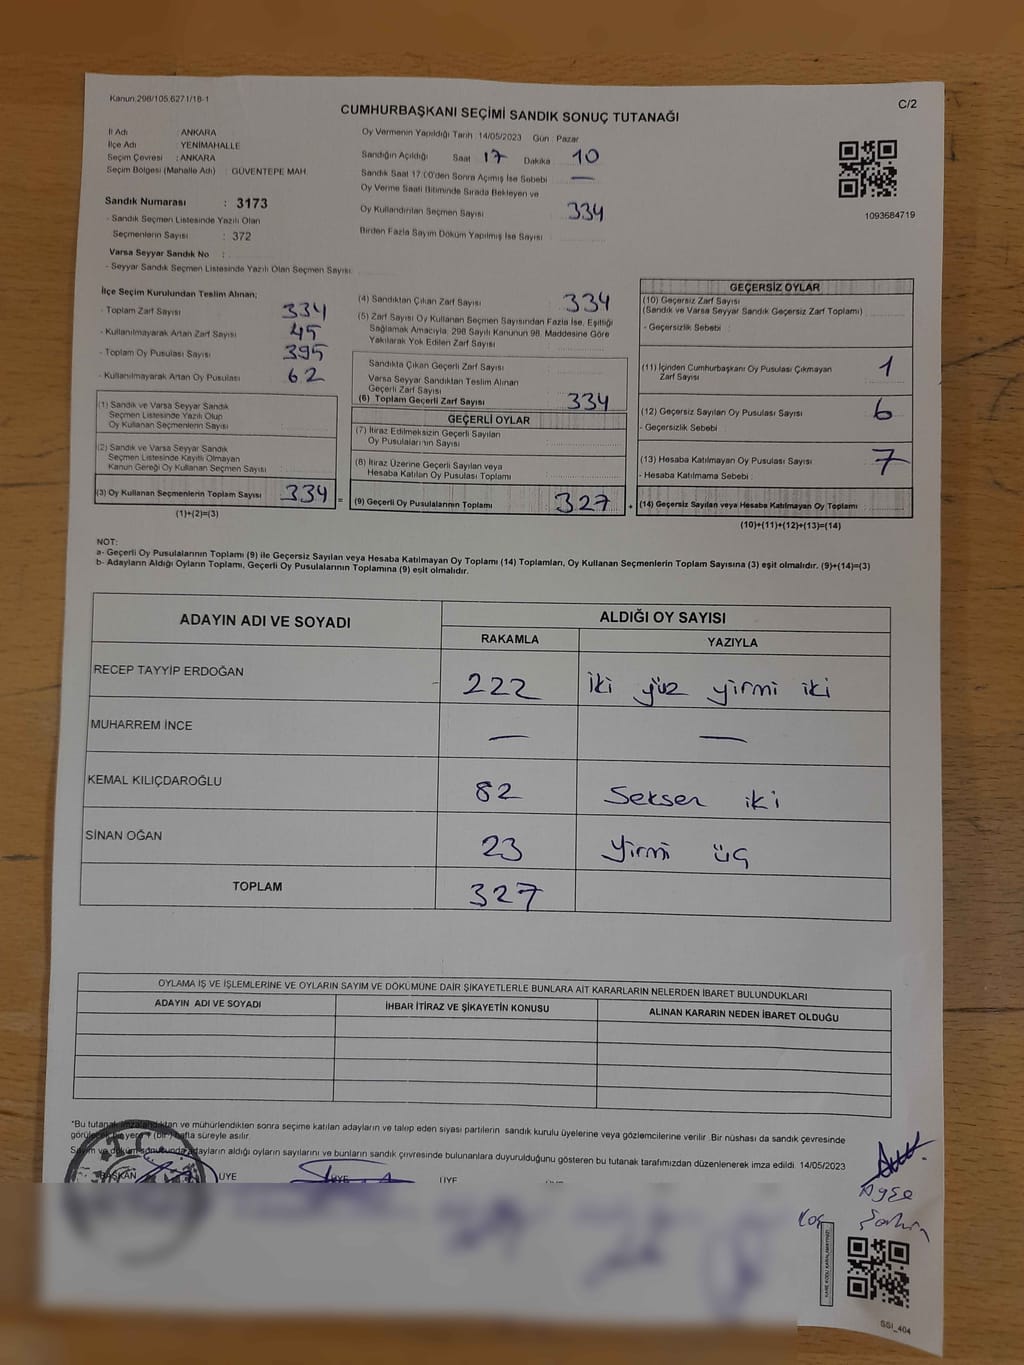 Kanun.298/105.6271/18-1
C/2
CUMHURBAŞKANI SEÇİMİ SANDIK SONUÇ TUTANAĞI
İl Adı : ANKARA
İlçe Adı : YENİMAHALLE
Seçim Çevresi : ANKARA
Seçim Bölgesi (Mahalle Adı) : GÜVENTEPE MAH.
Sandık Numarası : 3173
- Sandık Seçmen Listesinde Yazılı Olan
Seçmenlerin Sayısı : 372
Varsa Seyyar Sandık No :
- Seyyar Sandık Seçmen Listesinde Yazılı Olan Seçmen Sayısı:
Oy Vermenin Yapıldığı Tarih : 14/05/2023 Gün : Pazar
Sandığın Açıldığı Saat 17 Dakika 10
Sandık Saat 17:00'den Sonra Açımış İse Sebebi —
Oy Verme Saati Bitiminde Sırada Bekleyen ve
Oy Kullandırılan Seçmen Sayısı 334
Birden Fazla Sayım Döküm Yapılmış İse Sayısı
1093684719
İlçe Seçim Kurulundan Teslim Alınan;
- Toplam Zarf Sayısı 334
- Kullanılmayarak Artan Zarf Sayısı 45
- Toplam Oy Pusulası Sayısı 395
- Kullanılmayarak Artan Oy Pusulası 62
(1) Sandık ve Varsa Seyyar Sandık
Seçmen Listesinde Yazılı Olup
Oy Kullanan Seçmenlerin Sayısı
(2) Sandık ve Varsa Seyyar Sandık
Seçmen Listesinde Kayıtlı Olmayan
Kanun Gereği Oy Kullanan Seçmen Sayısı
(3) Oy Kullanan Seçmenlerin Toplam Sayısı 334 =
(1)+(2)=(3)
(4) Sandıktan Çıkan Zarf Sayısı 334
(5) Zarf Sayısı Oy Kullanan Seçmen Sayısından Fazla İse, Eşitliği
Sağlamak Amacıyla, 298 Sayılı Kanunun 98. Maddesine Göre
Yakılarak Yok Edilen Zarf Sayısı
Sandıkta Çıkan Geçerli Zarf Sayısı
Varsa Seyyar Sandıktan Teslim Alınan
Geçerli Zarf Sayısı
(6) Toplam Geçerli Zarf Sayısı 334
GEÇERLİ OYLAR
(7) İtiraz Edilmeksizin Geçerli Sayılan
Oy Pusulalarının Sayısı
(8) İtiraz Üzerine Geçerli Sayılan veya
Hesaba Katılan Oy Pusulaları Toplamı
(9) Geçerli Oy Pusulalarının Toplamı 327 +
GEÇERSİZ OYLAR
(10) Geçersiz Zarf Sayısı
(Sandık ve Varsa Seyyar Sandık Geçersiz Zarf Toplamı)
- Geçersizlik Sebebi :
(11) İçinden Cumhurbaşkanı Oy Pusulası Çıkmayan
Zarf Sayısı 1
(12) Geçersiz Sayılan Oy Pusulası Sayısı 6
- Geçersizlik Sebebi :
(13) Hesaba Katılmayan Oy Pusulası Sayısı 7
- Hesaba Katılmama Sebebi :
(14) Geçersiz Sayılan veya Hesaba Katılmayan Oy Toplamı
(10)+(11)+(12)+(13)=(14)
NOT:
a- Geçerli Oy Pusulalarının Toplamı (9) ile Geçersiz Sayılan veya Hesaba Katılmayan Oy Toplamı (14) Toplamları, Oy Kullanan Seçmenlerin Toplam Sayısına (3) eşit olmalıdır. (9)+(14)=(3)
b- Adayların Aldığı Oyların Toplamı, Geçerli Oy Pusulalarının Toplamına (9) eşit olmalıdır.
ADAYIN ADI VE SOYADI ALDIĞI OY SAYISI
RAKAMLA YAZIYLA
RECEP TAYYİP ERDOĞAN 222 iki yüz yirmi iki
MUHARREM İNCE — —
KEMAL KILIÇDAROĞLU 82 Seksen iki
SİNAN OĞAN 23 Yirmi üç
TOPLAM 327
OYLAMA İŞ VE İŞLEMLERİNE VE OYLARIN SAYIM VE DÖKÜMÜNE DAİR ŞİKAYETLERLE BUNLARA AİT KARARLARIN NELERDEN İBARET BULUNDUKLARI
ADAYIN ADI VE SOYADI İHBAR İTİRAZ VE ŞİKAYETİN KONUSU ALINAN KARARIN NEDEN İBARET OLDUĞU
*Bu tutanak imzalandıktan ve mühürlendikten sonra seçime katılan adayların ve talep eden siyasi partilerin sandık kurulu üyelerine veya gözlemcilerine verilir. Bir nüshası da sandık çevresinde
görülecek bir yere 1 (bir) hafta süreyle asılır.
Sayım ve döküm sonucunda adayların aldığı oyların sayılarını ve bunların sandık çevresinde bulunanlara duyurulduğunu gösteren bu tutanak tarafımızdan düzenlenerek imza edildi. 14/05/2023
BAŞKAN ÜYE ÜYE ÜYE
Ayşe
Şahin
SSI_404